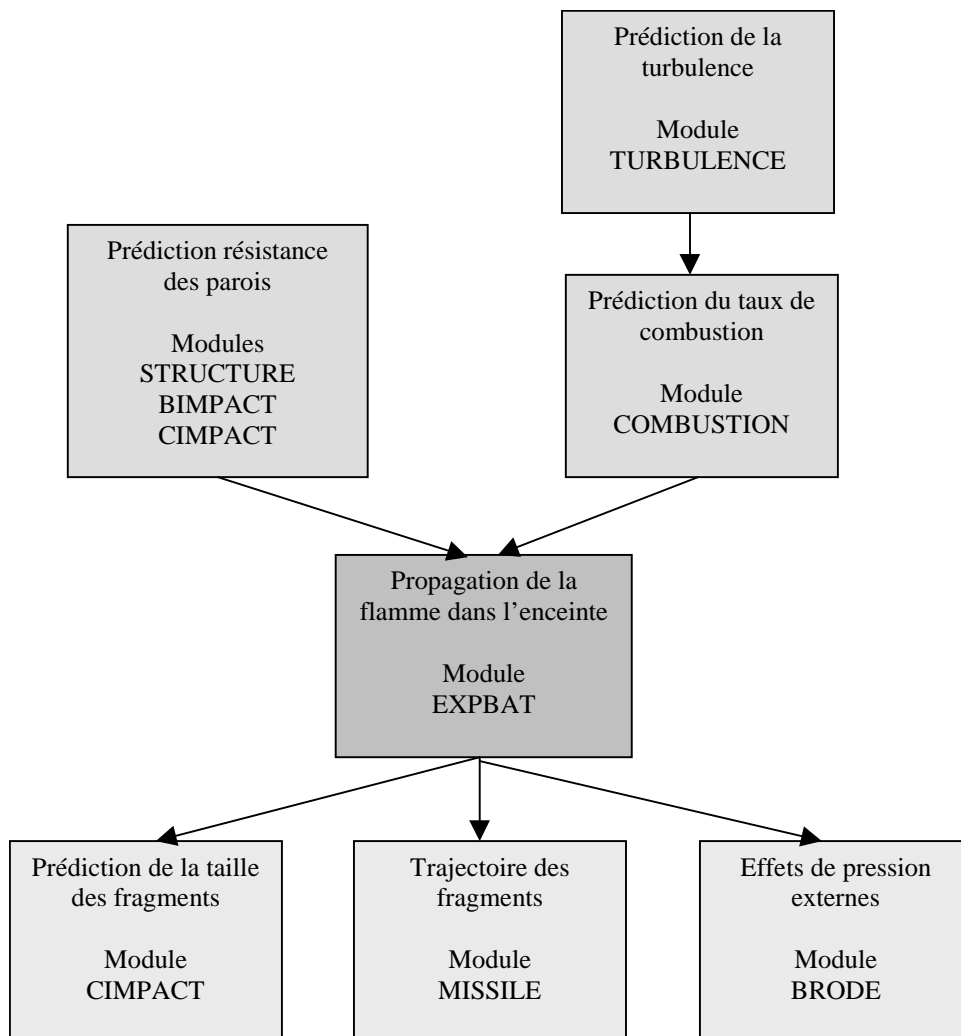 Prédiction de la
turbulence
Module
TURBULENCE
Prédiction résistance
des parois
Modules
STRUCTURE
BIMPACT
CIMPACT
Prédiction du taux de
combustion
Module
COMBUSTION
Propagation de la
flamme dans l’enceinte
Module
EXPBAT
Prédiction de la taille
des fragments
Module
CIMPACT
Trajectoire des
fragments
Module
MISSILE
Effets de pression
externes
Module
BRODE